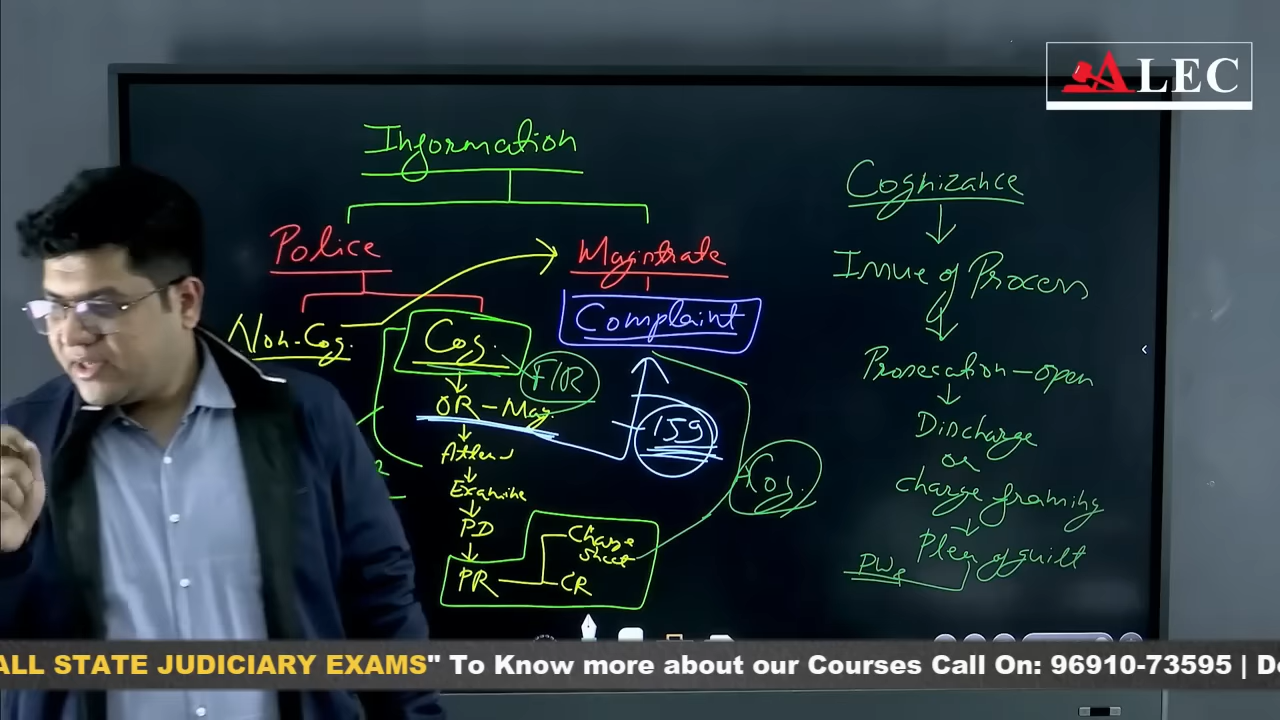 ALEC
Information
Police
Magistrate
Non-Cog.
Cog.
Complaint
FIR
OR - Mag.
159
Atten
Examine
Cog.
PD
Charge
Sheet
PR
CR
Cognizance
Issue of Process
Prosecution - open
Discharge
or
charge framing
Plea of guilt
PWs
ALL STATE JUDICIARY EXAMS" To Know more about our Courses Call On: 96910-73595 | De